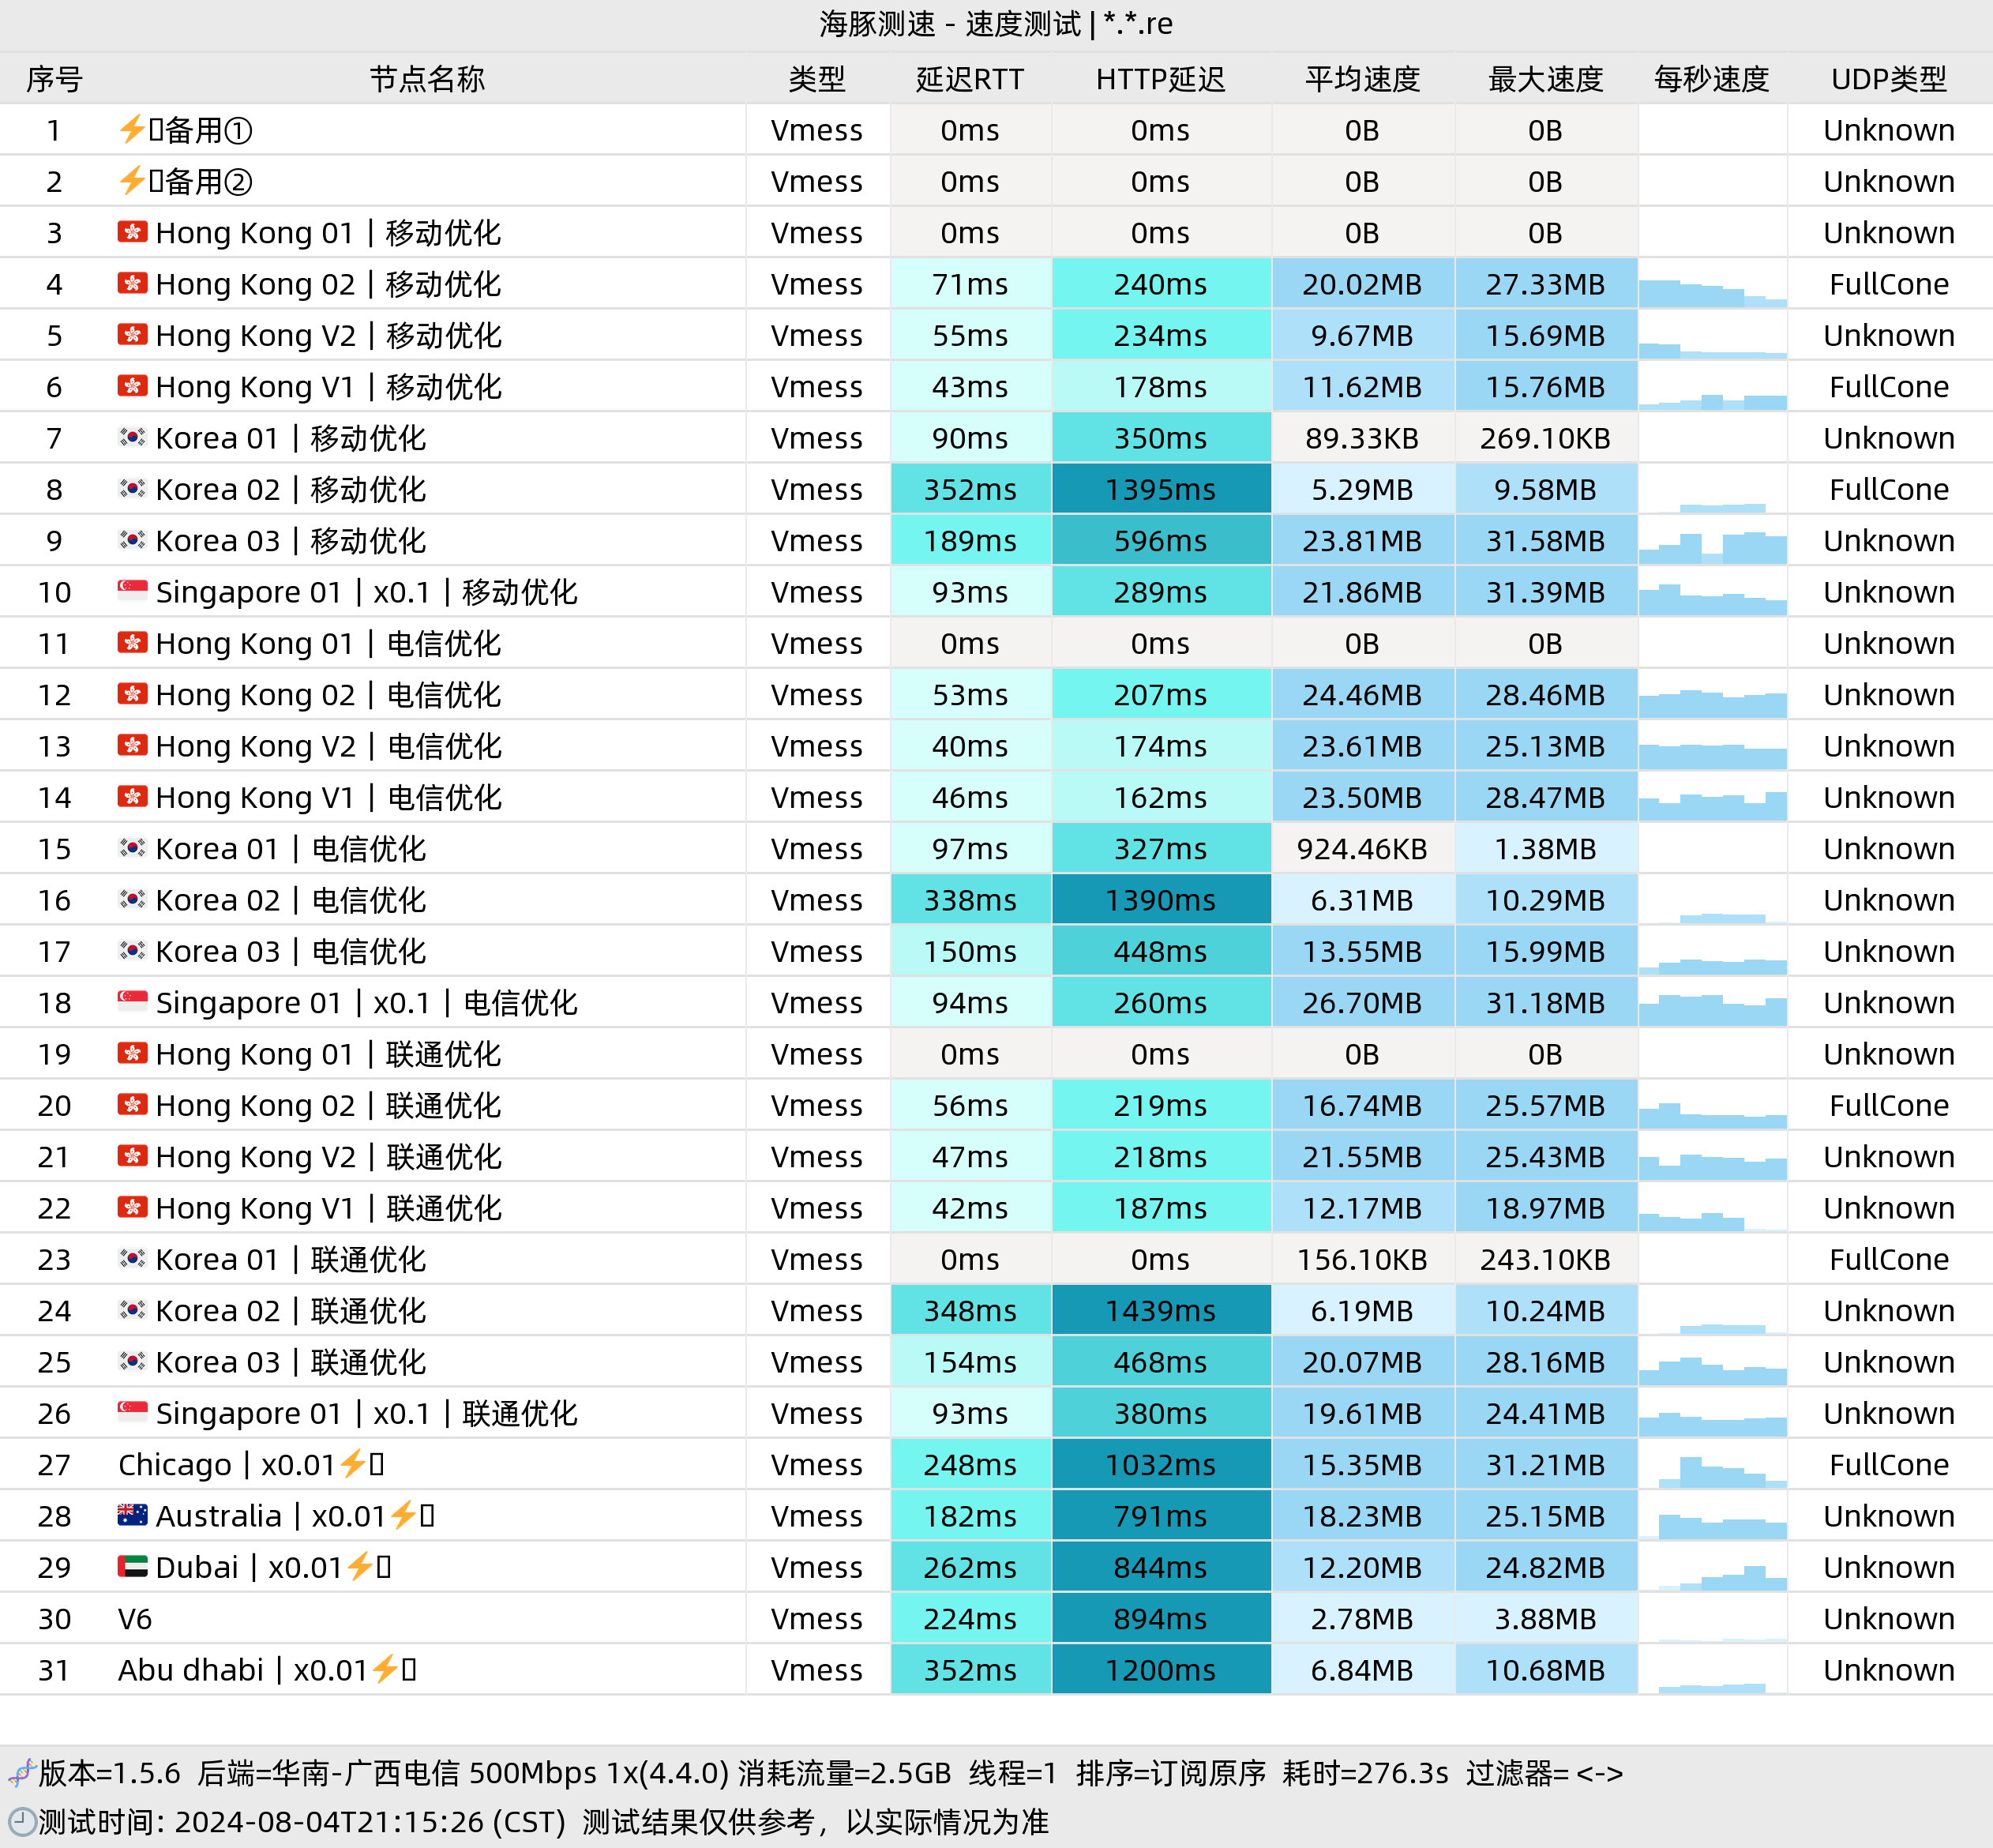 海豚测速 - 速度测试 | *.*.re
序号 节点名称 类型 延迟RTT HTTP延迟 平均速度 最大速度 每秒速度 UDP类型
1 ⚡▯备用① Vmess 0ms 0ms 0B 0B Unknown
2 ⚡▯备用② Vmess 0ms 0ms 0B 0B Unknown
3 🇭🇰 Hong Kong 01｜移动优化 Vmess 0ms 0ms 0B 0B Unknown
4 🇭🇰 Hong Kong 02｜移动优化 Vmess 71ms 240ms 20.02MB 27.33MB FullCone
5 🇭🇰 Hong Kong V2｜移动优化 Vmess 55ms 234ms 9.67MB 15.69MB Unknown
6 🇭🇰 Hong Kong V1｜移动优化 Vmess 43ms 178ms 11.62MB 15.76MB FullCone
7 🇰🇷 Korea 01｜移动优化 Vmess 90ms 350ms 89.33KB 269.10KB Unknown
8 🇰🇷 Korea 02｜移动优化 Vmess 352ms 1395ms 5.29MB 9.58MB FullCone
9 🇰🇷 Korea 03｜移动优化 Vmess 189ms 596ms 23.81MB 31.58MB Unknown
10 🇸🇬 Singapore 01｜x0.1｜移动优化 Vmess 93ms 289ms 21.86MB 31.39MB Unknown
11 🇭🇰 Hong Kong 01｜电信优化 Vmess 0ms 0ms 0B 0B Unknown
12 🇭🇰 Hong Kong 02｜电信优化 Vmess 53ms 207ms 24.46MB 28.46MB Unknown
13 🇭🇰 Hong Kong V2｜电信优化 Vmess 40ms 174ms 23.61MB 25.13MB Unknown
14 🇭🇰 Hong Kong V1｜电信优化 Vmess 46ms 162ms 23.50MB 28.47MB Unknown
15 🇰🇷 Korea 01｜电信优化 Vmess 97ms 327ms 924.46KB 1.38MB Unknown
16 🇰🇷 Korea 02｜电信优化 Vmess 338ms 1390ms 6.31MB 10.29MB Unknown
17 🇰🇷 Korea 03｜电信优化 Vmess 150ms 448ms 13.55MB 15.99MB Unknown
18 🇸🇬 Singapore 01｜x0.1｜电信优化 Vmess 94ms 260ms 26.70MB 31.18MB Unknown
19 🇭🇰 Hong Kong 01｜联通优化 Vmess 0ms 0ms 0B 0B Unknown
20 🇭🇰 Hong Kong 02｜联通优化 Vmess 56ms 219ms 16.74MB 25.57MB FullCone
21 🇭🇰 Hong Kong V2｜联通优化 Vmess 47ms 218ms 21.55MB 25.43MB Unknown
22 🇭🇰 Hong Kong V1｜联通优化 Vmess 42ms 187ms 12.17MB 18.97MB Unknown
23 🇰🇷 Korea 01｜联通优化 Vmess 0ms 0ms 156.10KB 243.10KB FullCone
24 🇰🇷 Korea 02｜联通优化 Vmess 348ms 1439ms 6.19MB 10.24MB Unknown
25 🇰🇷 Korea 03｜联通优化 Vmess 154ms 468ms 20.07MB 28.16MB Unknown
26 🇸🇬 Singapore 01｜x0.1｜联通优化 Vmess 93ms 380ms 19.61MB 24.41MB Unknown
27 Chicago｜x0.01⚡▯ Vmess 248ms 1032ms 15.35MB 31.21MB FullCone
28 🇦🇺 Australia｜x0.01⚡▯ Vmess 182ms 791ms 18.23MB 25.15MB Unknown
29 🇦🇪 Dubai｜x0.01⚡▯ Vmess 262ms 844ms 12.20MB 24.82MB Unknown
30 V6 Vmess 224ms 894ms 2.78MB 3.88MB Unknown
31 Abu dhabi｜x0.01⚡▯ Vmess 352ms 1200ms 6.84MB 10.68MB Unknown
🧬版本=1.5.6 后端=华南-广西电信 500Mbps 1x(4.4.0) 消耗流量=2.5GB 线程=1 排序=订阅原序 耗时=276.3s 过滤器= <->
🕘测试时间: 2024-08-04T21:15:26 (CST) 测试结果仅供参考，以实际情况为准